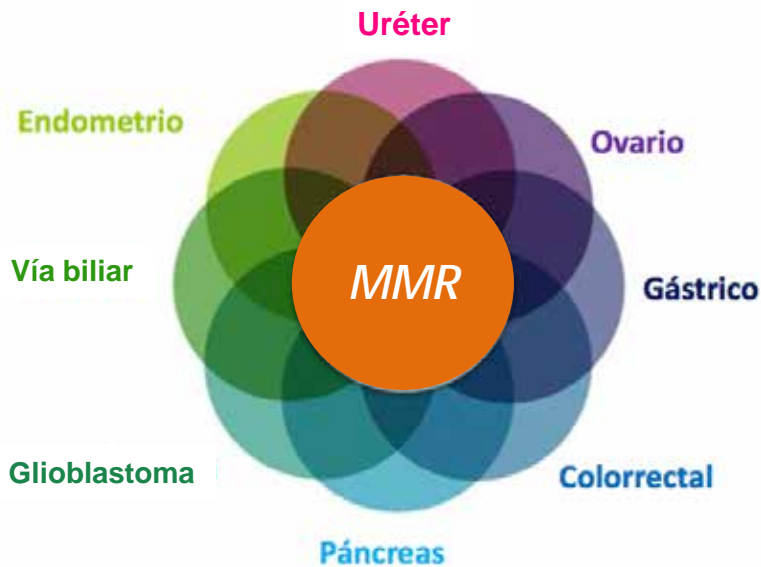 Uréter
Endometrio
Ovario
Vía biliar
MMR
Gástrico
Glioblastoma
Colorrectal
Páncreas